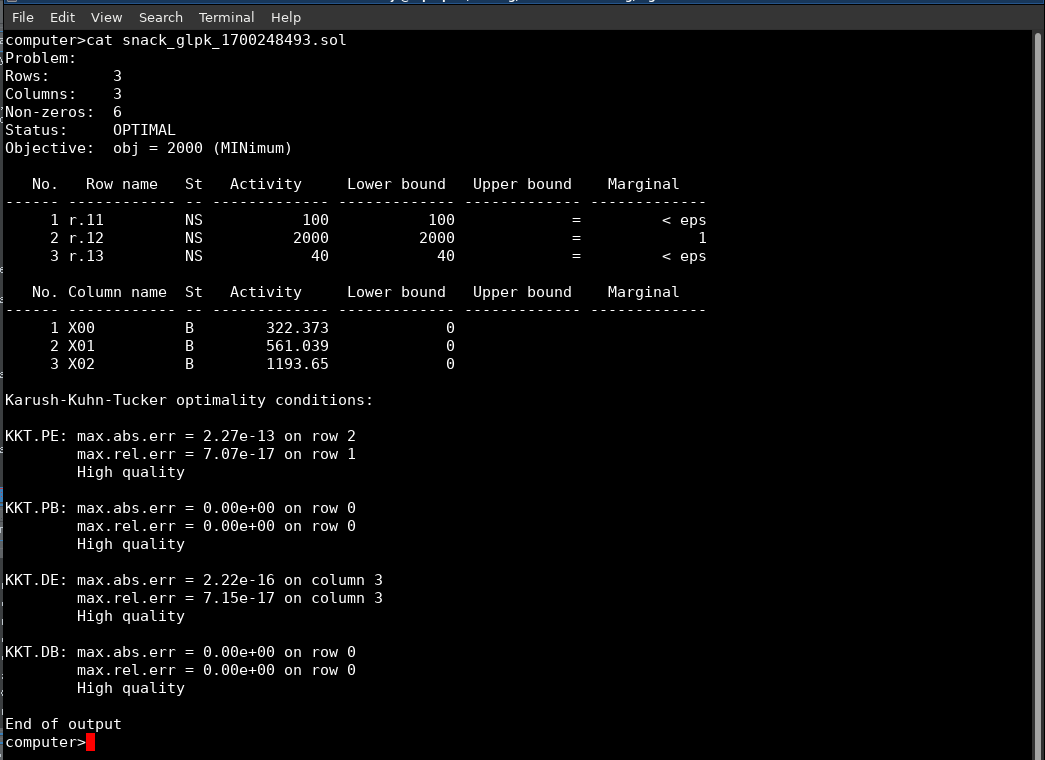 File Edit View Search Terminal Help
computer>cat snack_glpk_1700248493.sol
Problem:
Rows:       3
Columns:    3
Non-zeros:  6
Status:     OPTIMAL
Objective:  obj = 2000 (MINimum)

   No.   Row name   St   Activity     Lower bound   Upper bound    Marginal
------ ------------ -- ------------- ------------- ------------- -------------
     1 r.11         NS           100           100             =         < eps
     2 r.12         NS          2000          2000             =             1
     3 r.13         NS            40            40             =         < eps

   No. Column name  St   Activity     Lower bound   Upper bound    Marginal
------ ------------ -- ------------- ------------- ------------- -------------
     1 X00          B        322.373             0
     2 X01          B        561.039             0
     3 X02          B        1193.65             0

Karush-Kuhn-Tucker optimality conditions:

KKT.PE: max.abs.err = 2.27e-13 on row 2
        max.rel.err = 7.07e-17 on row 1
        High quality

KKT.PB: max.abs.err = 0.00e+00 on row 0
        max.rel.err = 0.00e+00 on row 0
        High quality

KKT.DE: max.abs.err = 2.22e-16 on column 3
        max.rel.err = 7.15e-17 on column 3
        High quality

KKT.DB: max.abs.err = 0.00e+00 on row 0
        max.rel.err = 0.00e+00 on row 0
        High quality

End of output
computer>